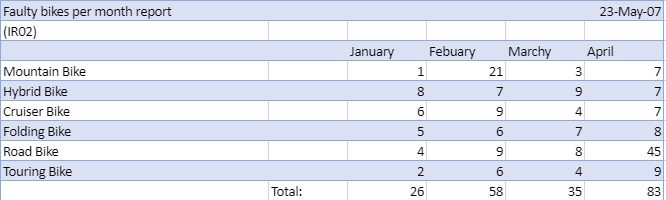 Faulty bikes per month report 23-May-07
(IR02)
January Febuary Marchy April
Mountain Bike 1 21 3 7
Hybrid Bike 8 7 9 7
Cruiser Bike 6 9 4 7
Folding Bike 5 6 7 8
Road Bike 4 9 8 45
Touring Bike 2 6 4 9
Total: 26 58 35 83